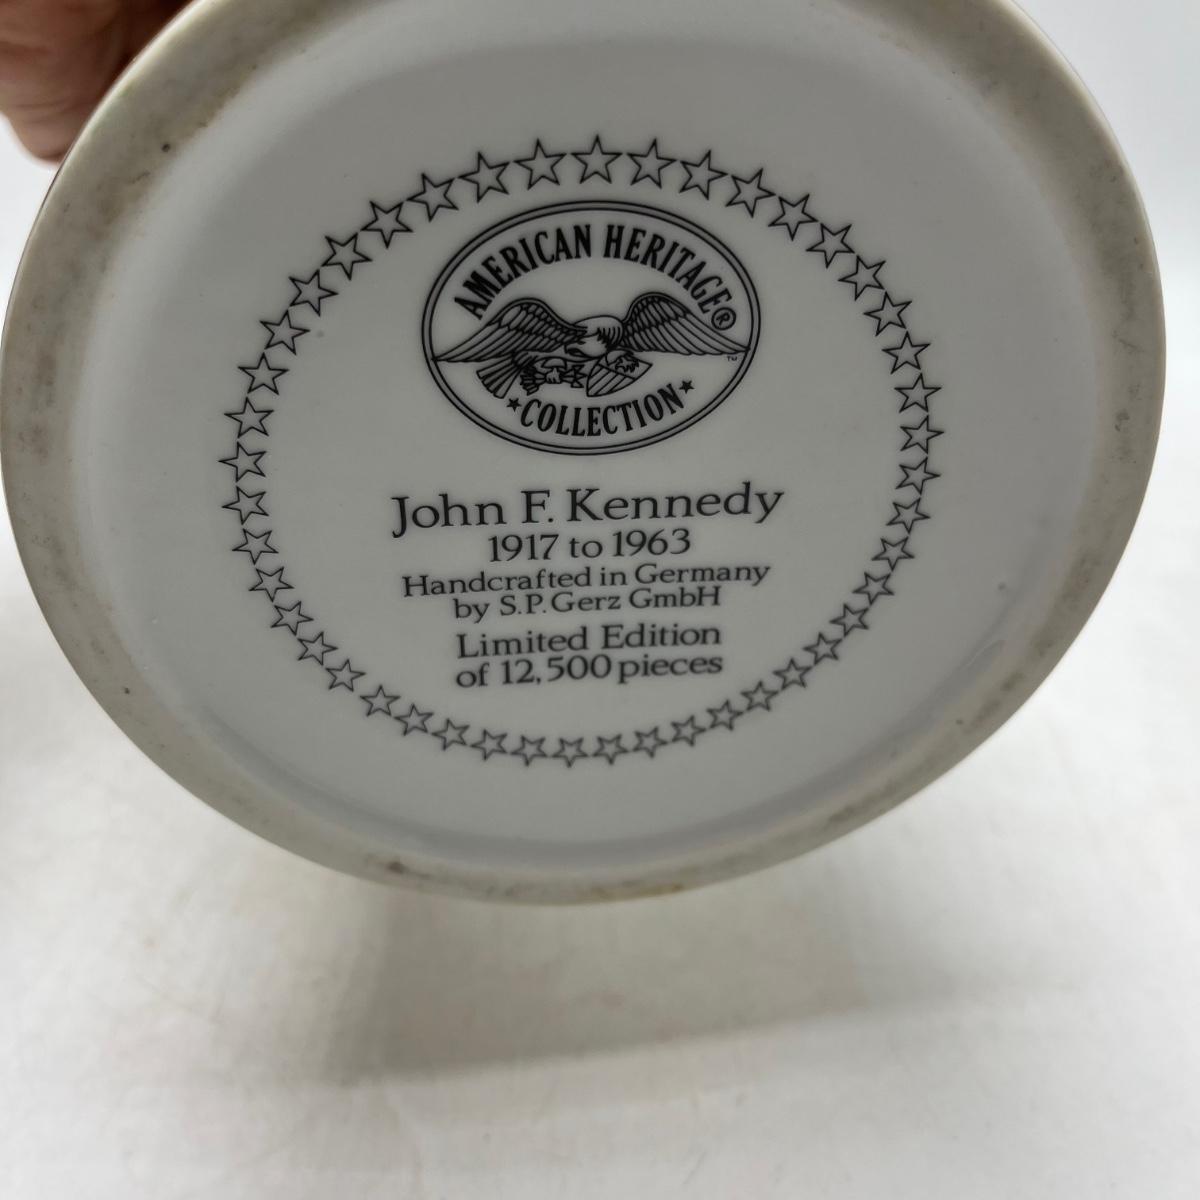 AMERICAN HERITAGE®
™
★COLLECTION★
John F. Kennedy
1917 to 1963
Handcrafted in Germany
by S.P. Gerz GmbH
Limited Edition
of 12,500 pieces